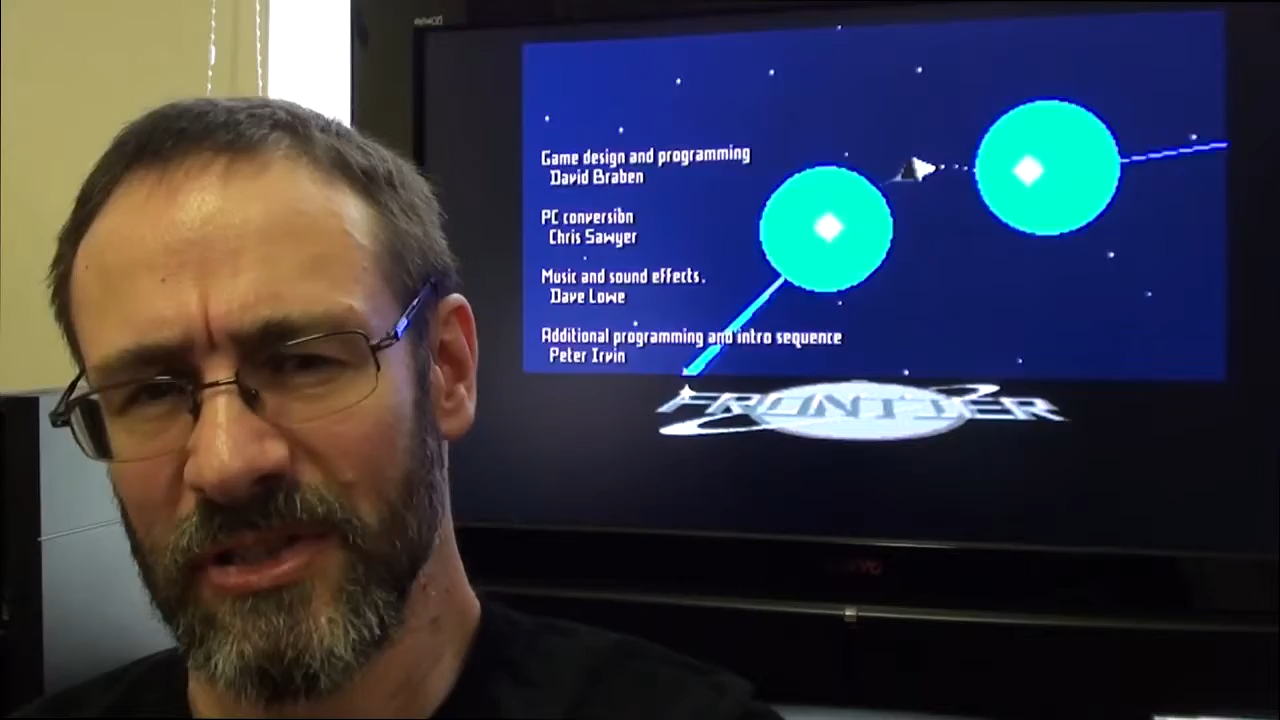 Game design and programming
David Braben
PC conversion
Chris Sawyer
Music and sound effects.
Dave Lowe
Additional programming and intro sequence
Peter Irvin
FRONTIER
SANYO